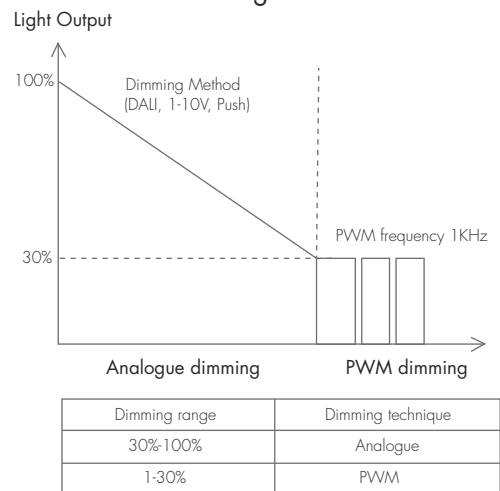 Light Output
100%
Dimming Method
(DALI, 1-10V, Push)
PWM frequency 1KHz
30%
Analogue dimming PWM dimming
Dimming range Dimming technique
30%-100% Analogue
1-30% PWM